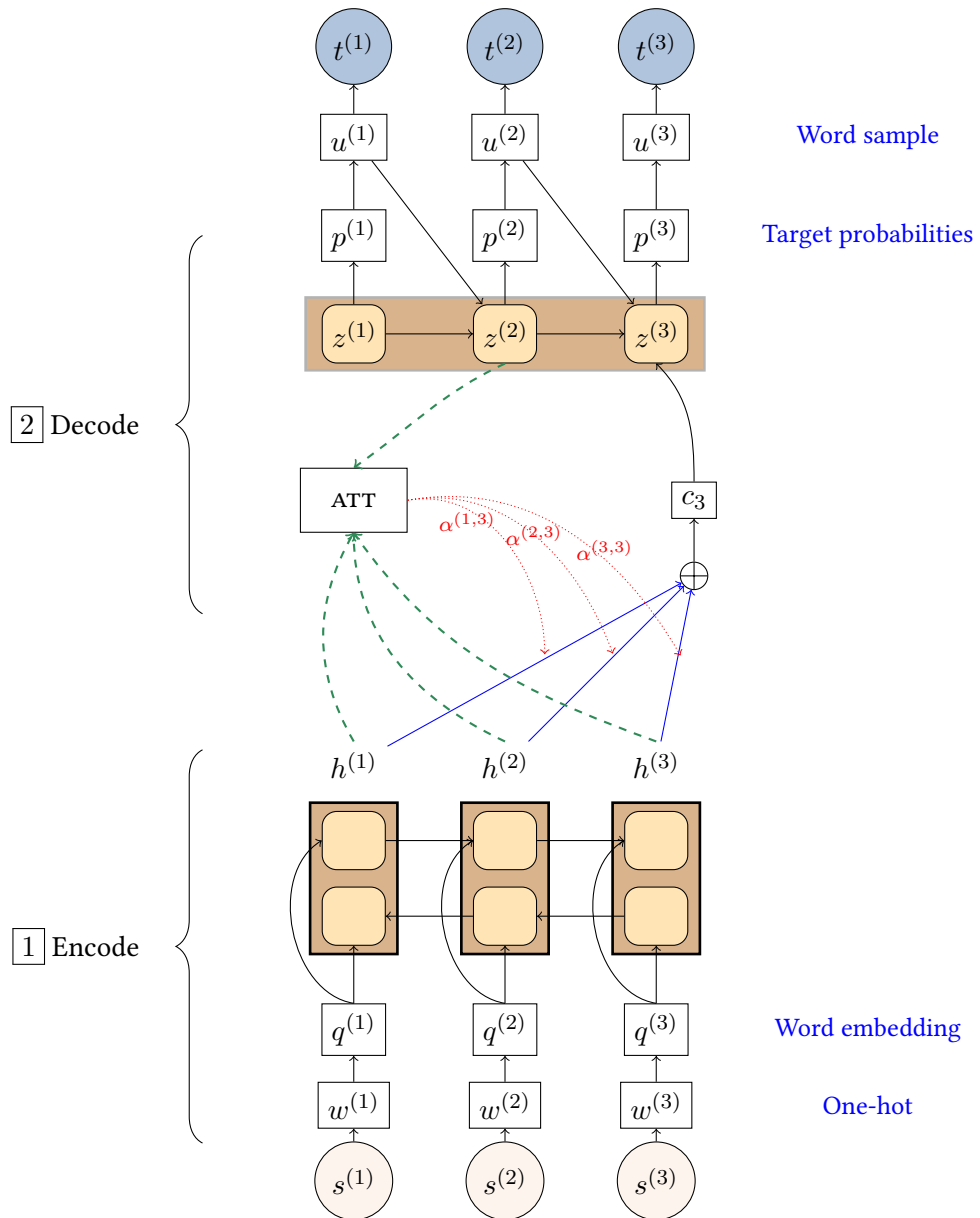 t^{(1)} t^{(2)} t^{(3)}
u^{(1)} u^{(2)} u^{(3)} Word sample
p^{(1)} p^{(2)} p^{(3)} Target probabilities
z^{(1)} z^{(2)} z^{(3)}
2 Decode
ATT
c_3
α^{(1,3)}
α^{(2,3)}
α^{(3,3)}
h^{(1)} h^{(2)} h^{(3)}
1 Encode
q^{(1)} q^{(2)} q^{(3)} Word embedding
w^{(1)} w^{(2)} w^{(3)} One-hot
s^{(1)} s^{(2)} s^{(3)}